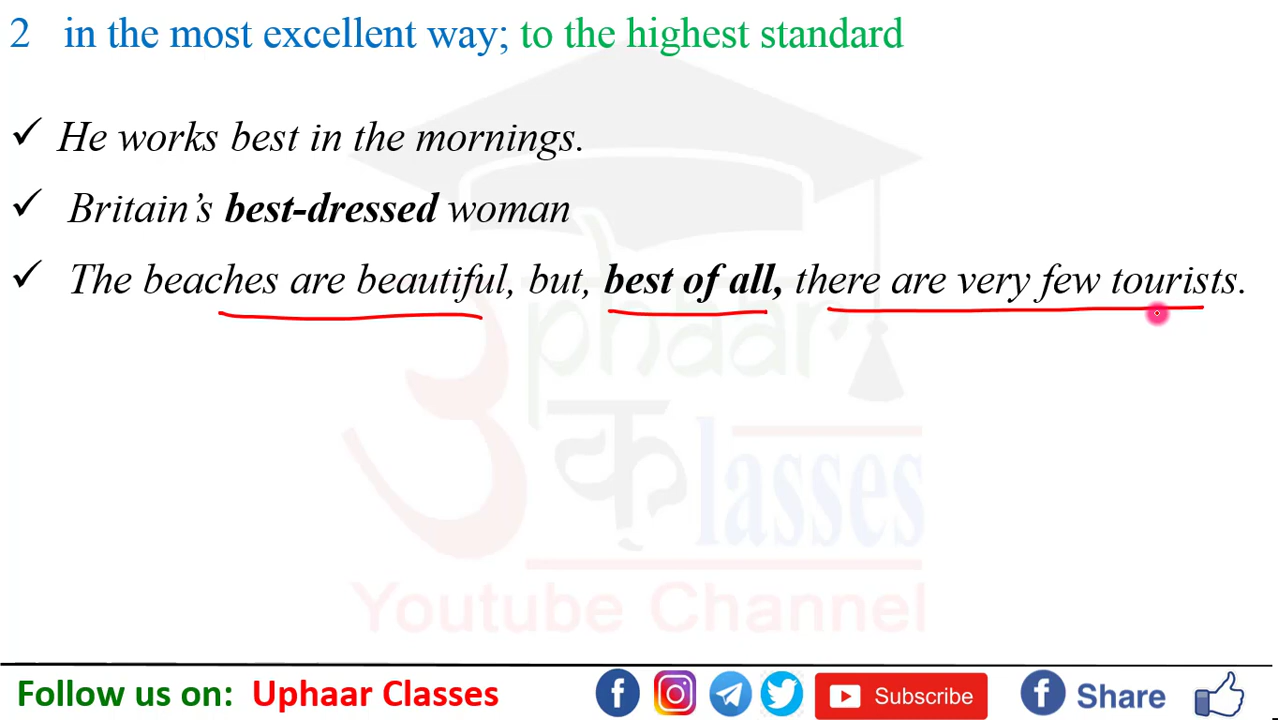 2 in the most excellent way; to the highest standard
✓ He works best in the mornings.
✓ Britain’s best-dressed woman
✓ The beaches are beautiful, but, best of all, there are very few tourists.
उphaar
कlasses
Youtube Channel
Follow us on: Uphaar Classes Subscribe Share